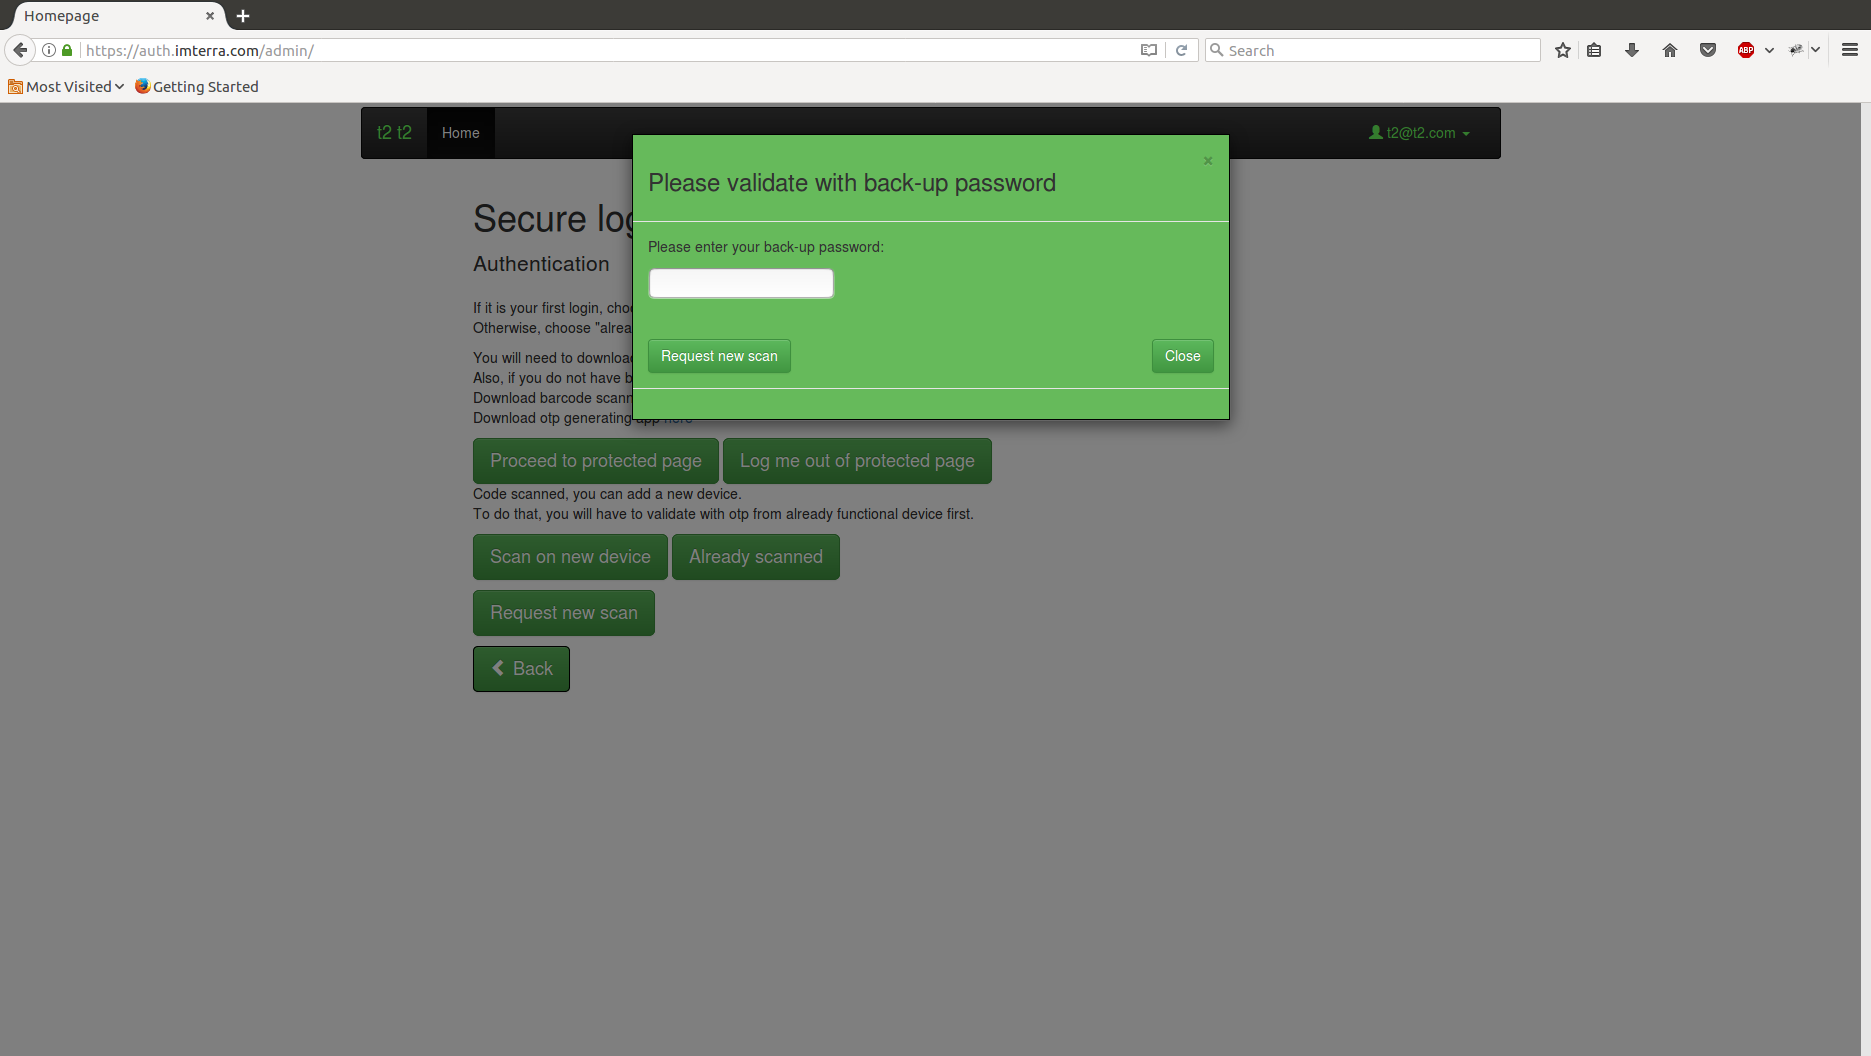 Homepage
https://auth.imterra.com/admin/
Search
ABP
Most Visited
Getting Started
t2 t2
Home
t2@t2.com
×
Please validate with back-up password
Please enter your back-up password:
Request new scan
Close
Secure log
Authentication
If it is your first login, cho
Otherwise, choose "alrea
You will need to download
Also, if you do not have b
Download barcode scann
Download otp generating app here
Proceed to protected page
Log me out of protected page
Code scanned, you can add a new device.
To do that, you will have to validate with otp from already functional device first.
Scan on new device
Already scanned
Request new scan
Back